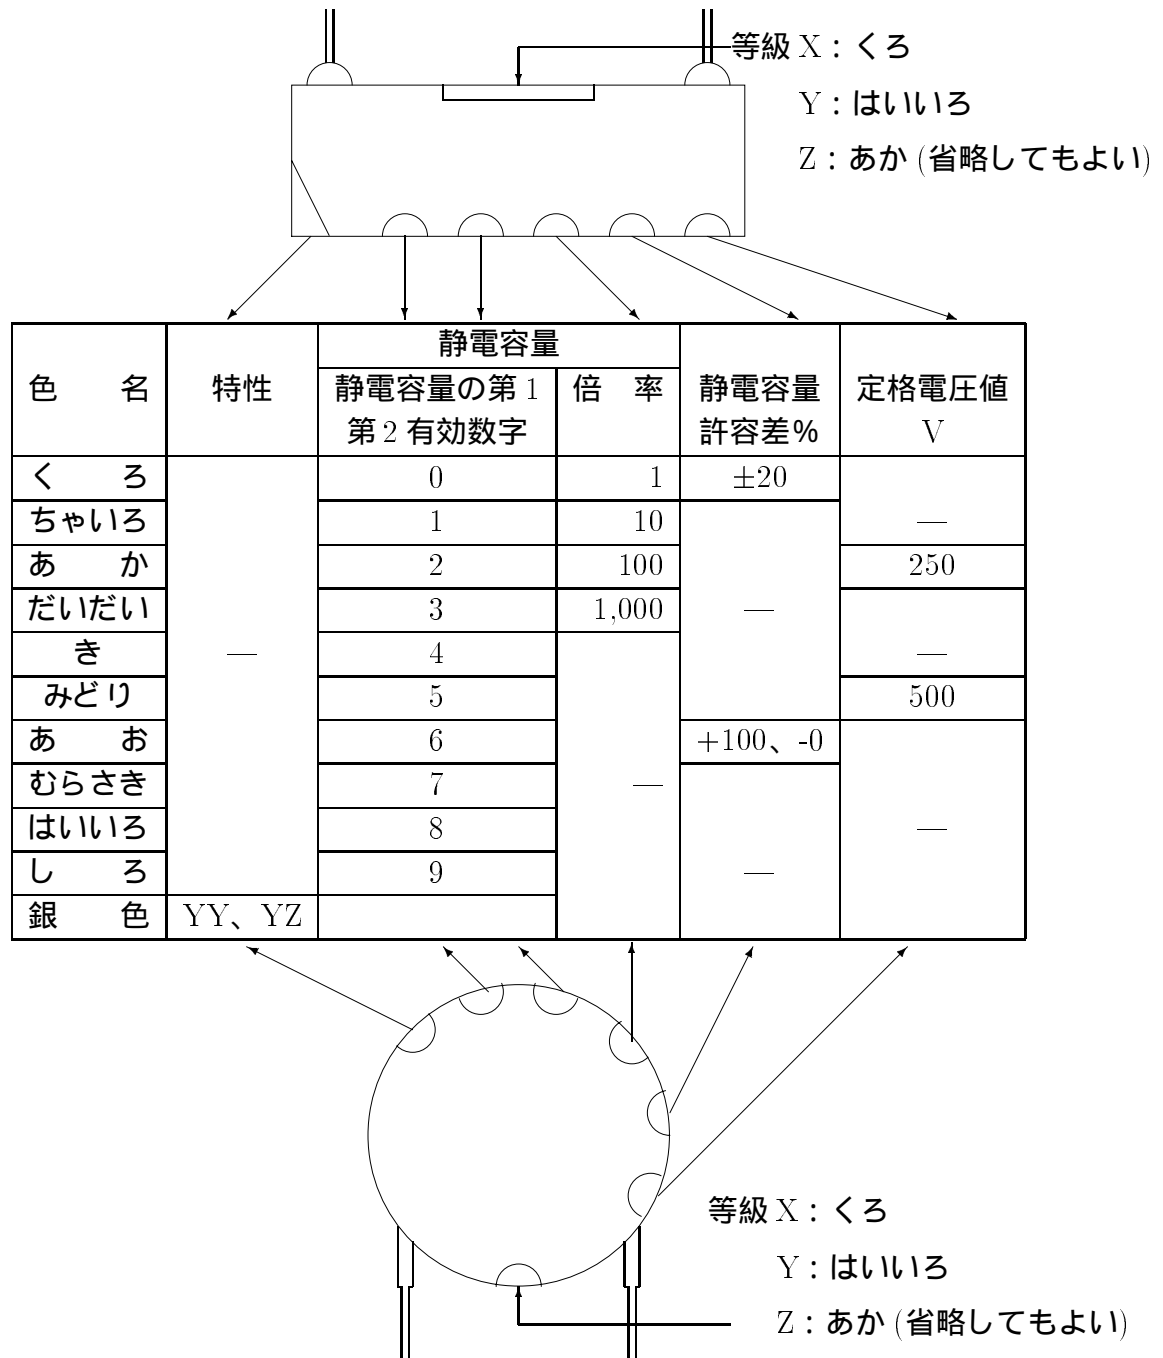 等級 X：くろ
Y：はいいろ
Z：あか (省略してもよい)
静電容量
色　名 特性 静電容量の第 1 倍　率 静電容量 定格電圧値
第 2 有効数字 許容差% V
く　ろ 0 1 ±20
ちゃいろ 1 10 —
あ　か 2 100 250
だいだい 3 1,000 —
き — 4 —
みどり 5 500
あ　お 6 +100、-0
むらさき 7 —
はいいろ 8 —
し　ろ 9 —
銀　色 YY、YZ
等級 X：くろ
Y：はいいろ
Z：あか (省略してもよい)